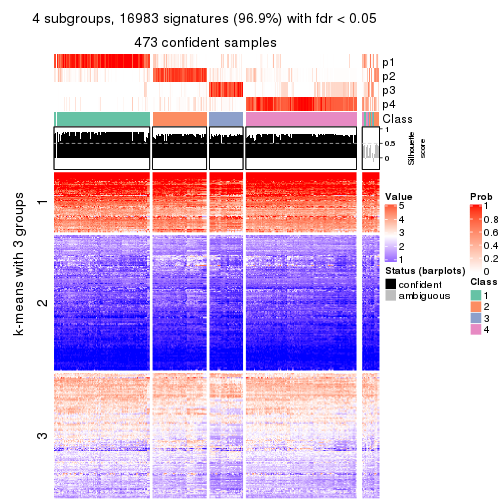 4 subgroups, 16983 signatures (96.9%) with fdr < 0.05
473 confident samples
p1
p2
p3
p4
Class
1
0.5
0
Silhouette
score
k-means with 3 groups
1
2
3
Value
5
4
3
2
1
Status (barplots)
confident
ambiguous
Prob
1
0.8
0.6
0.4
0.2
0
Class
1
2
3
4